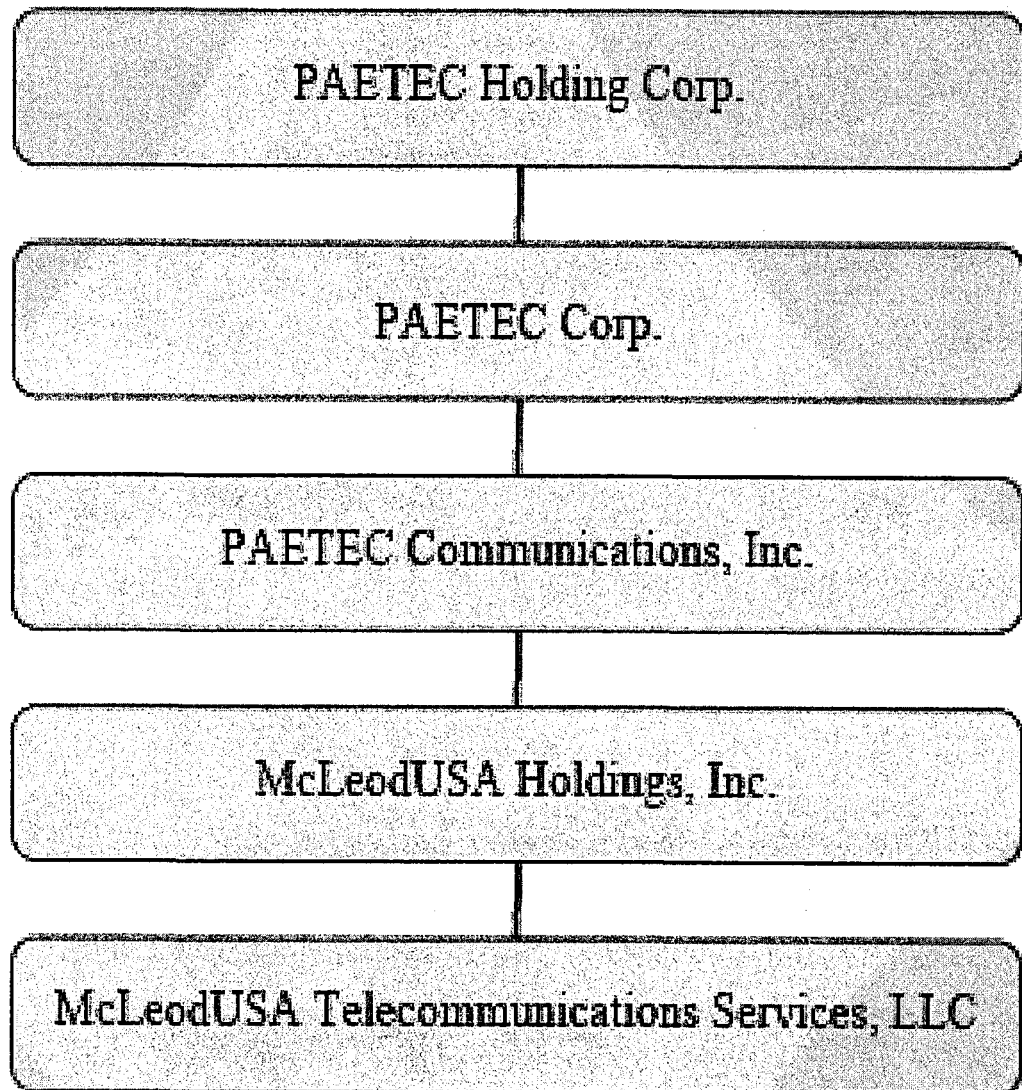 PAETEC Holding Corp.
PAETEC Corp.
PAETEC Communications, Inc.
McLeodUSA Holdings, Inc.
McLeodUSA Telecommunications Services, LLC